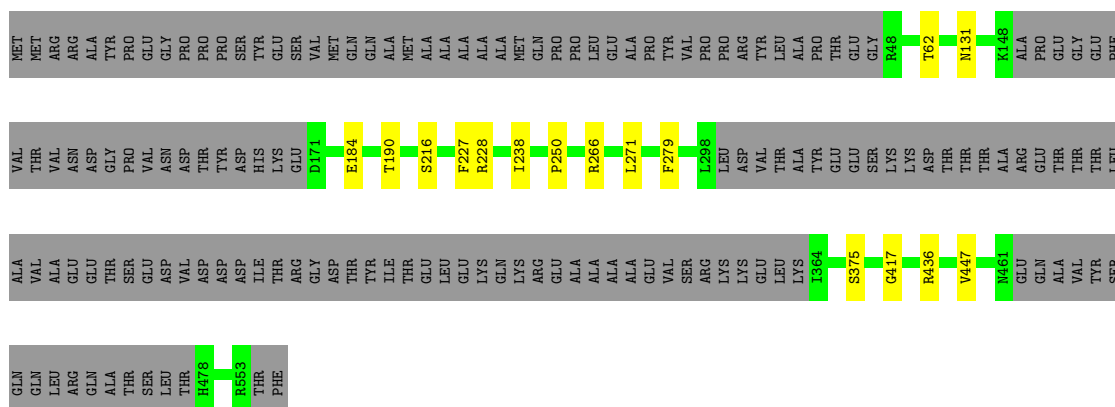 MET MET ARG ARG ALA TYR PRO GLU GLY PRO PRO PRO SER TYR GLU SER VAL MET GLN GLN ALA MET ALA ALA ALA ALA ALA MET GLN PRO PRO LEU GLU ALA PRO TYR VAL PRO PRO ARG TYR LEU ALA PRO THR GLU GLY R48 T62 N131 K148 ALA PRO GLU GLY GLU PHE
VAL THR VAL ASN ASP GLY PRO VAL ASN ASP THR TYR ASP HIS LYS GLU D171 E184 T190 S216 F227 R228 I238 P250 R266 L271 F279 L298 LEU ASP VAL THR ALA TYR GLU GLU SER LYS LYS ASP THR THR THR ALA ARG GLU THR THR THR LEU
ALA VAL ALA GLU GLU THR SER GLU ASP VAL ASP ASP ASP ILE THR ARG GLY ASP THR TYR ILE THR GLU LEU GLU LYS GLN LYS ARG GLU ALA ALA ALA ALA GLU VAL SER ARG LYS LYS GLU LEU LYS I364 S375 G417 R436 V447 N461 GLU GLN ALA VAL TYR SER
GLN GLN LEU ARG GLN ALA THR SER LEU THR H478 R553 THR PHE